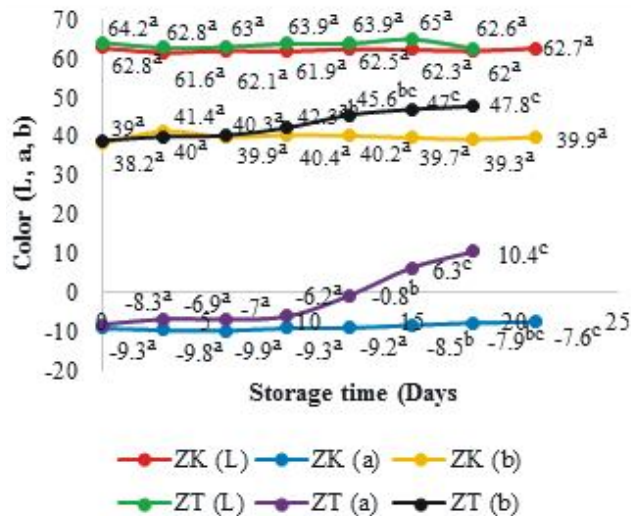 70
64.2a 62.8a 63a 63.9a 63.9a 65a 62.6a
60
62.8a 61.6a 62.1a 61.9a 62.5a 62.3a 62a 62.7a
50
39a 41.4a 40.3a 42.3ab 45.6bc 47c 47.8c
40
38.2a 40a 39.9a 40.4a 40.2a 39.7a 39.3a 39.9a
30
20
10
-8.3a -6.9a -7a -6.2a -0.8b 6.3c 10.4c
0
0 5 10 15 20 25
-10
-9.3a -9.8a -9.9a -9.3a -9.2a -8.5b -7.9bc -7.6c
-20
Color (L, a, b)
Storage time (Days
ZK (L) ZK (a) ZK (b)
ZT (L) ZT (a) ZT (b)